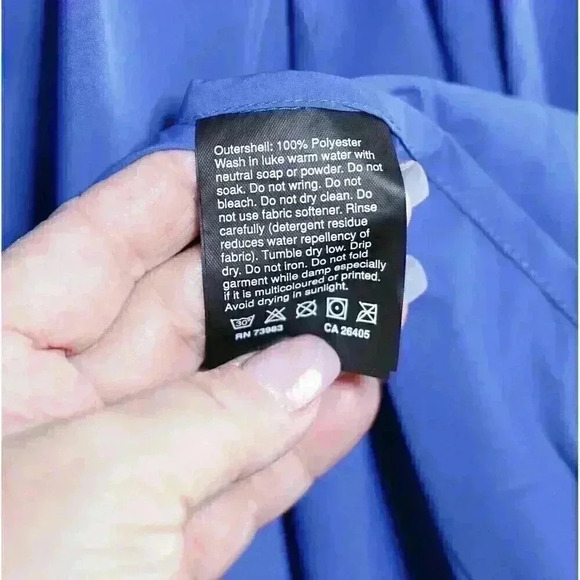 Outershell: 100% Polyester
Wash in luke warm water with
neutral soap or powder. Do not
soak. Do not wring. Do not
bleach. Do not dry clean. Do
not use fabric softener. Rinse
carefully (detergent residue
reduces water repellency of
fabric). Tumble dry low. Drip
dry. Do not iron. Do not fold
garment while damp especially
if it is multicoloured or printed.
Avoid drying in sunlight.
30°
RN 73983 CA 26405